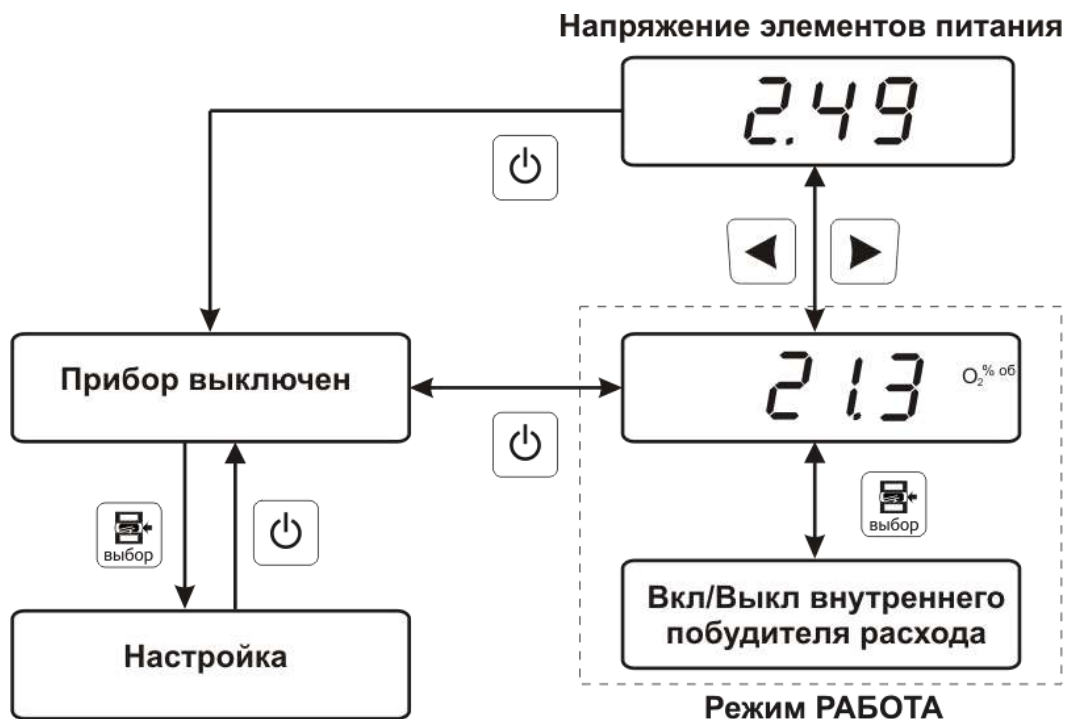 Напряжение элементов питания
2.49
Прибор выключен
21.3 O₂% об
выбор
выбор
Вкл/Выкл внутреннего
побудителя расхода
Настройка
Режим РАБОТА